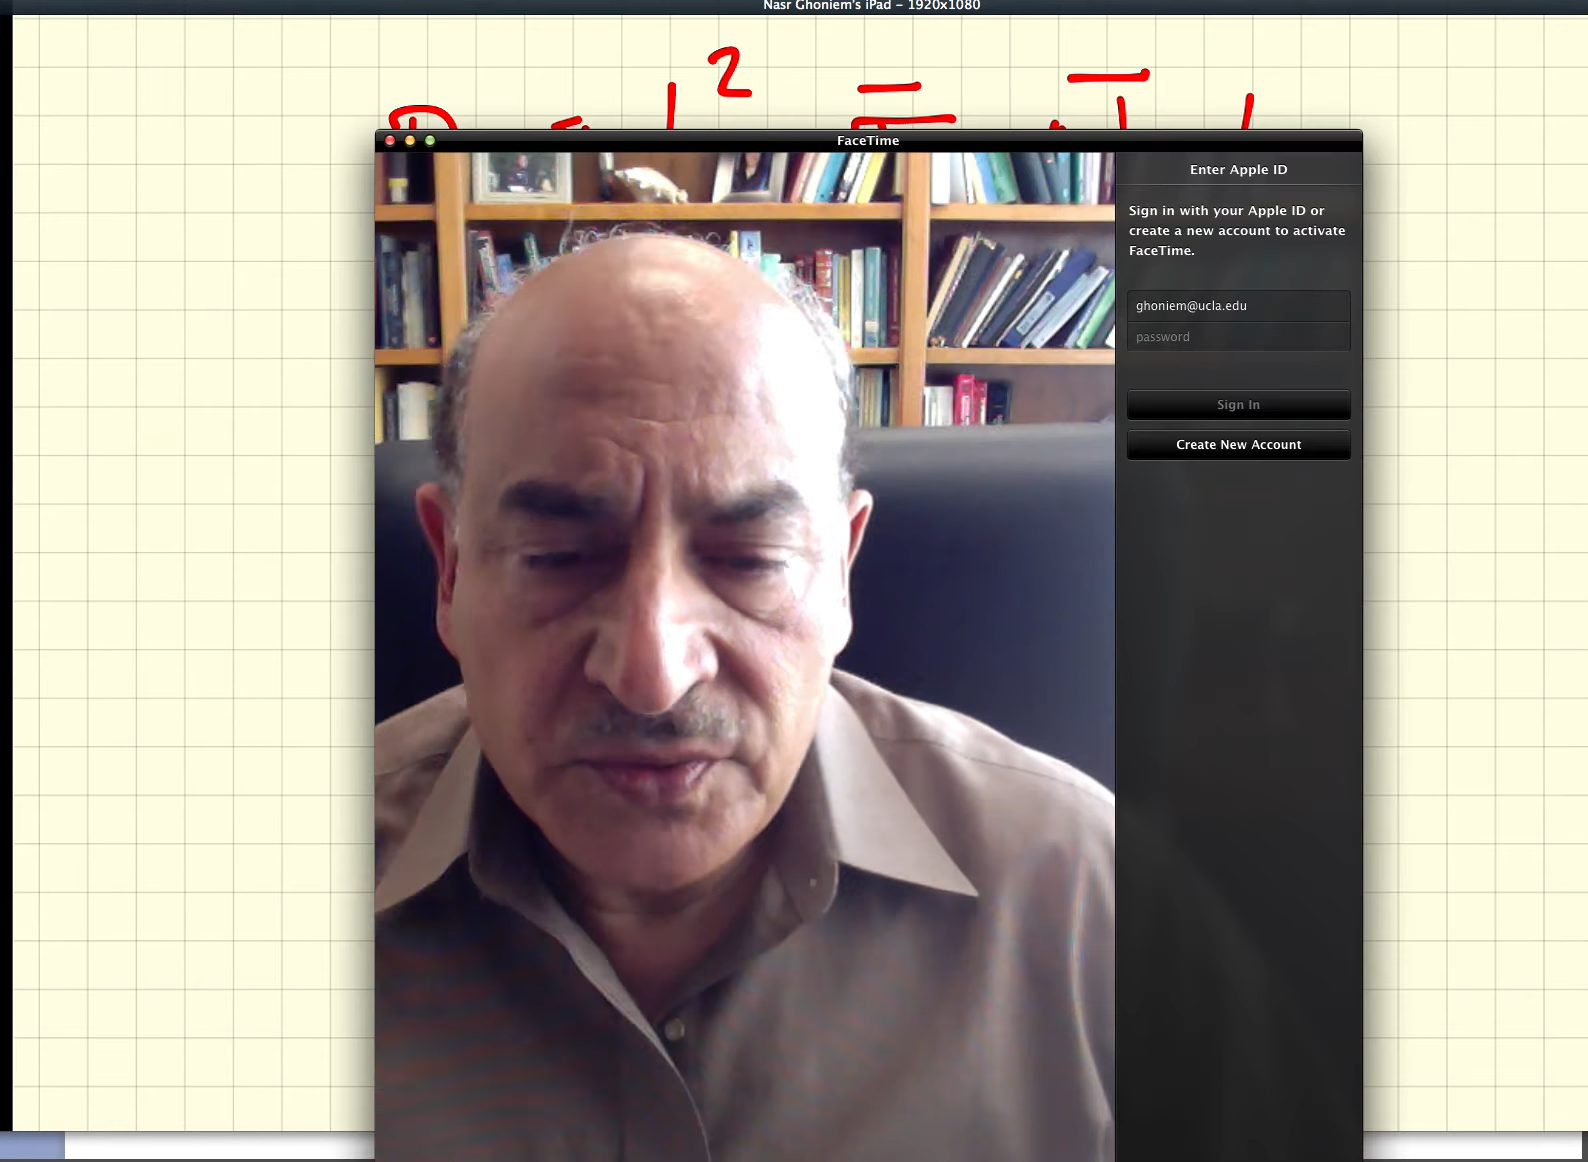 Nasr Ghoniem's iPad – 1920x1080
2
FaceTime
Enter Apple ID
Sign in with your Apple ID or
create a new account to activate
FaceTime.
ghoniem@ucla.edu
password
Sign In
Create New Account